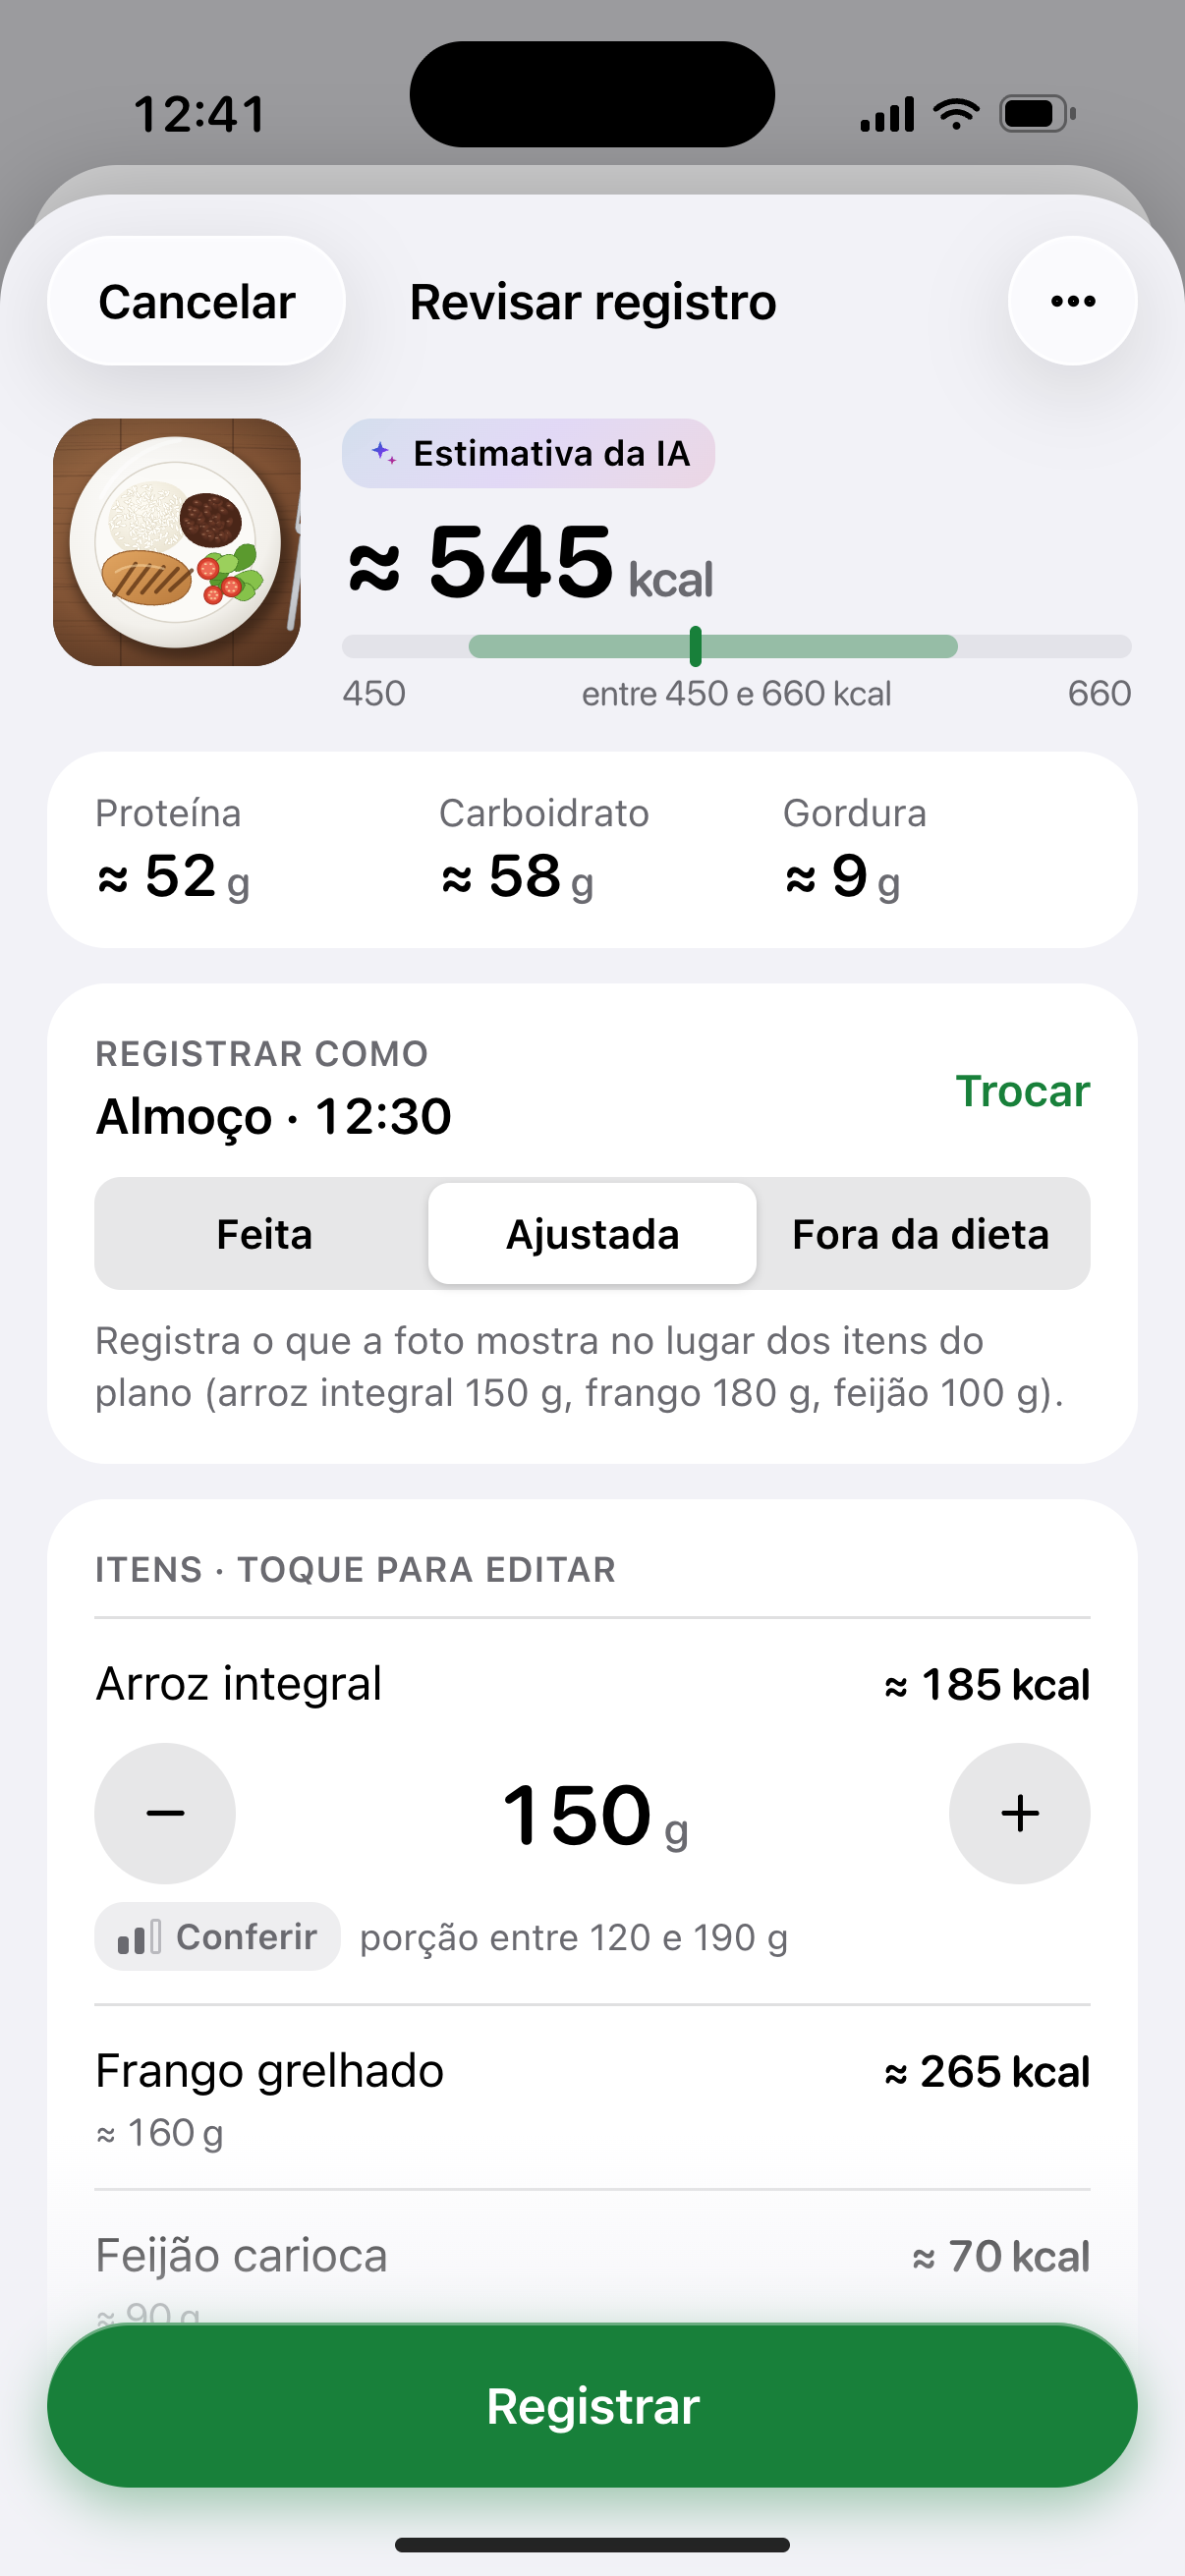 12:41
Cancelar
Revisar registro
Estimativa da IA
≈ 545 kcal
450
entre 450 e 660 kcal
660
Proteína
Carboidrato
Gordura
≈ 52 g
≈ 58 g
≈ 9 g
REGISTRAR COMO
Almoço · 12:30
Trocar
Feita
Ajustada
Fora da dieta
Registra o que a foto mostra no lugar dos itens do
plano (arroz integral 150 g, frango 180 g, feijão 100 g).
ITENS · TOQUE PARA EDITAR
Arroz integral
≈ 185 kcal
150 g
Conferir
porção entre 120 e 190 g
Frango grelhado
≈ 265 kcal
≈ 160 g
Feijão carioca
≈ 70 kcal
≈ 90 g
Registrar